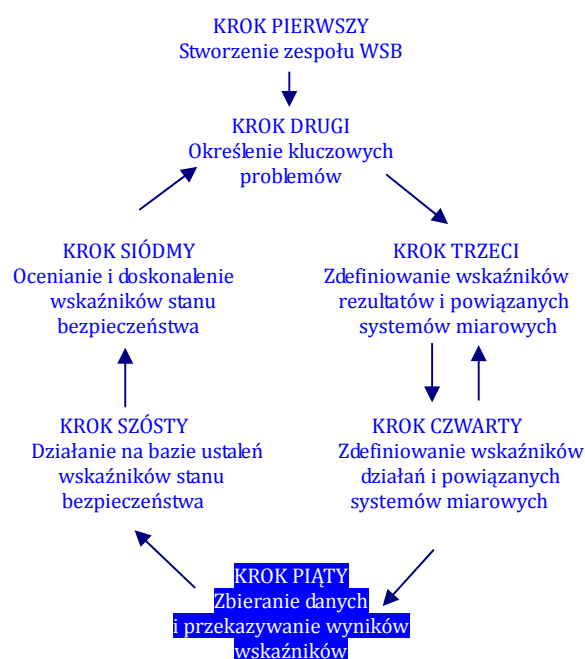 KROK PIERWSZY
Stworzenie zespołu WSB
KROK DRUGI
Określenie kluczowych
problemów
KROK SIÓDMY
Ocenianie i doskonalenie
wskaźników stanu
bezpieczeństwa
KROK TRZECI
Zdefiniowanie wskaźników
rezultatów i powiązanych
systemów miarowych
KROK SZÓSTY
Działanie na bazie ustaleń
wskaźników stanu
bezpieczeństwa
KROK CZWARTY
Zdefiniowanie wskaźników
działań i powiązanych
systemów miarowych
KROK PIĄTY
Zbieranie danych
i przekazywanie wyników
wskaźników